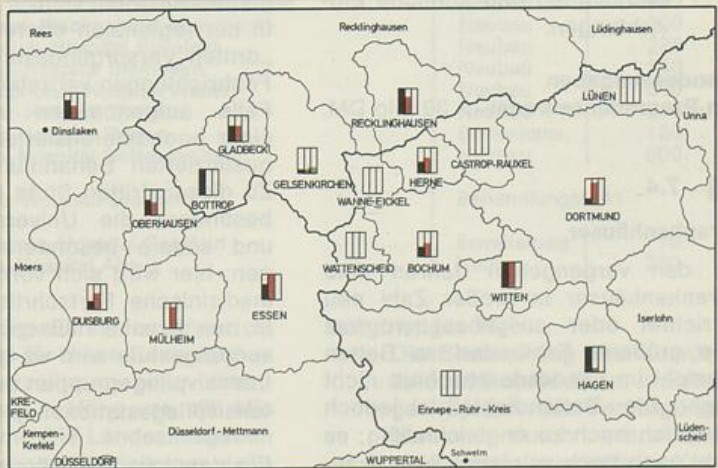 Rees
Recklinghausen
Lüdinghausen
LÜNEN
Unna
Dinslaken
GLADBECK
RECKLINGHAUSEN
CASTROP-RAUXEL
GELSENKIRCHEN
HERNE
WANNE-EICKEL
BOTTROP
OBERHAUSEN
DORTMUND
WATTENSCHEID
BOCHUM
Moers
WITTEN
DUISBURG
MÜLHEIM
ESSEN
Iserlohn
HAGEN
Ennepe-Ruhr-Kreis
KRE-
FELD
Kempen-
Krefeld
Düsseldorf-Mettmann
Lüden-
scheid
Schwelm
DÜSSELDORF
WUPPERTAL